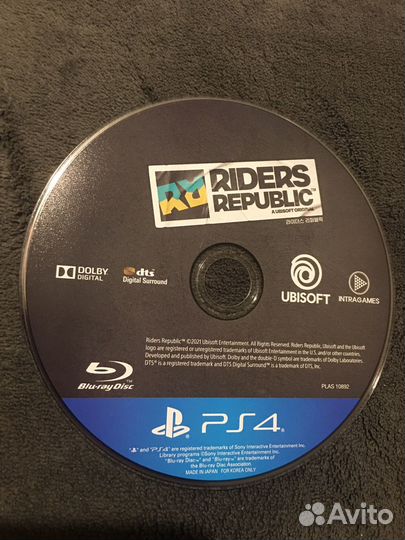 RIDERS
REPUBLIC™
A UBISOFT ORIGINAL
라이더스 리퍼블릭
DOLBY
DIGITAL
dts
Digital Surround
UBISOFT
INTRAGAMES
Riders Republic™ ©2021 Ubisoft Entertainment. All Rights Reserved. Riders Republic, Ubisoft and the Ubisoft
logo are registered or unregistered trademarks of Ubisoft Entertainment in the U.S. and/or other countries.
Developed and published by Ubisoft. Dolby and the double-D symbol are trademarks of Dolby Laboratories.
DTS® is a registered trademark and DTS Digital Surround™ is a trademark of DTS, Inc.
Blu-ray Disc™
PLAS 10892
PS4™
" " and "PS4" are registered trademarks of Sony Interactive Entertainment Inc.
Library programs ©Sony Interactive Entertainment Inc.
"Blu-ray Disc™" and "Blu-ray™" are trademarks of
the Blu-ray Disc Association.
MADE IN JAPAN FOR KOREA ONLY
Avito